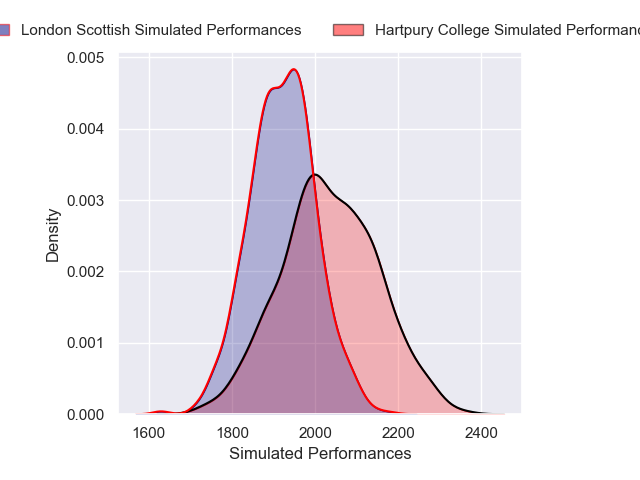 London Scottish Simulated Performances
Hartpury College Simulated
0.005
0.004
0.003
0.002
0.001
0.000
Density
1600 1800 2000 2200 2400
Simulated Performances